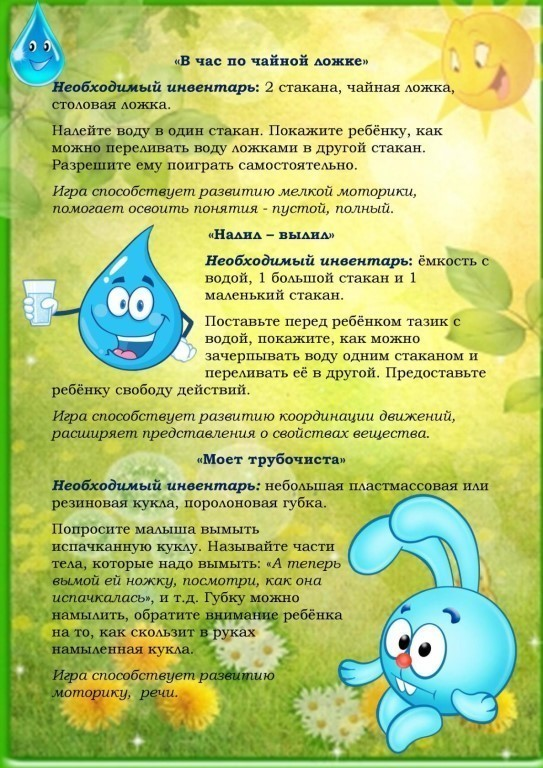 «В час по чайной ложке»
Необходимый инвентарь: 2 стакана, чайная ложка,
столовая ложка.
Налейте воду в один стакан. Покажите ребёнку, как
можно переливать воду ложками в другой стакан.
Разрешите ему поиграть самостоятельно.
Игра способствует развитию мелкой моторики,
помогает освоить понятия - пустой, полный.
«Налил – вылил»
Необходимый инвентарь: ёмкость с
водой, 1 большой стакан и 1
маленький стакан.
Поставьте перед ребёнком тазик с
водой, покажите, как можно
зачерпывать воду одним стаканом и
переливать её в другой. Предоставьте
ребёнку свободу действий.
Игра способствует развитию координации движений,
расширяет представления о свойствах вещества.
«Моет трубочиста»
Необходимый инвентарь: небольшая пластмассовая или
резиновая кукла, поролоновая губка.
Попросите малыша вымыть
испачканную куклу. Называйте части
тела, которые надо вымыть: «А теперь
вымой ей ножку, посмотри, как она
испачкалась», и т.д. Губку можно
намылить, обратите внимание ребёнка
на то, как скользит в руках
намыленная кукла.
Игра способствует развитию
моторику, речи.